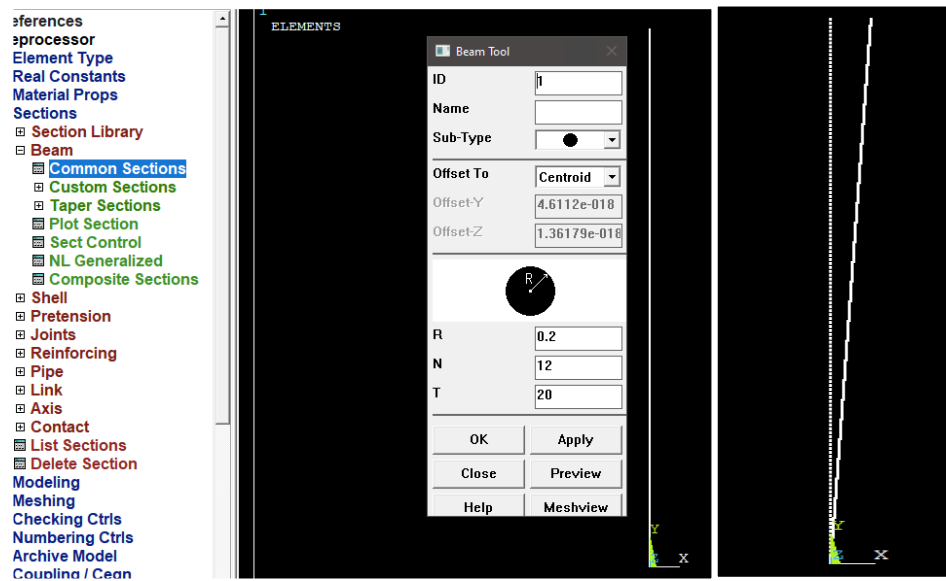 eferences
eprocessor
Element Type
Real Constants
Material Props
Sections
Section Library
Beam
Common Sections
Custom Sections
Taper Sections
Plot Section
Sect Control
NL Generalized
Composite Sections
Shell
Pretension
Joints
Reinforcing
Pipe
Link
Axis
Contact
List Sections
Delete Section
Modeling
Meshing
Checking Ctrls
Numbering Ctrls
Archive Model
Coupling / Ceqn
1
ELEMENTS
Beam Tool
ID 1
Name
Sub-Type
Offset To Centroid
Offset-Y 4.6112e-018
Offset-Z 1.36179e-018
R
R 0.2
N 12
T 20
OK Apply
Close Preview
Help Meshview
Y
Z X
Y
Z X